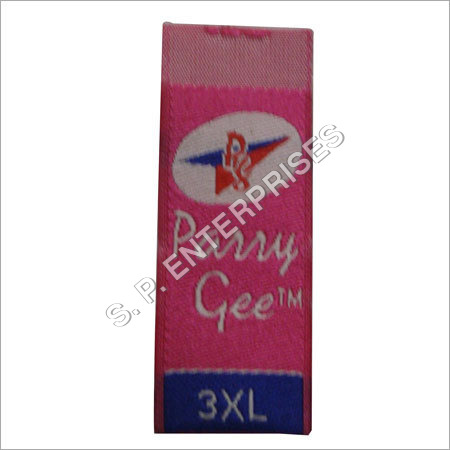 Parry
Gee™
3XL
S. P. ENTERPRISES